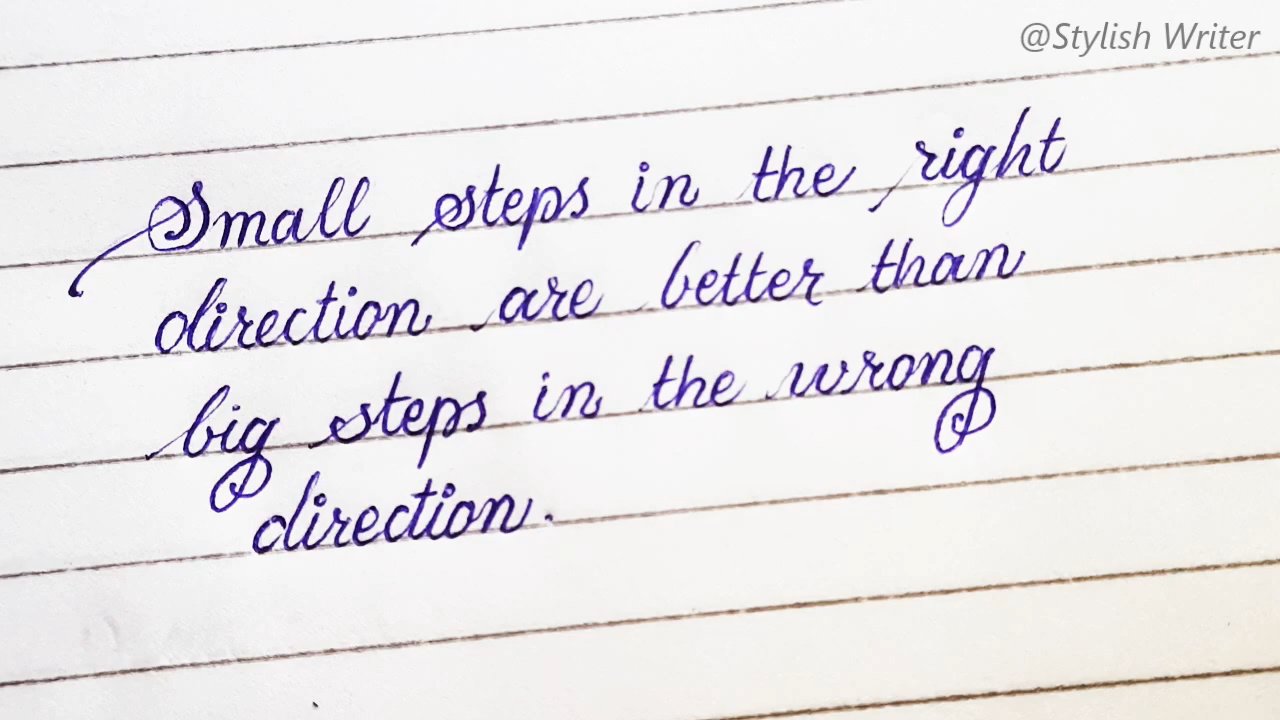 @Stylish Writer
Small steps in the right
direction are better than
big steps in the wrong
direction.